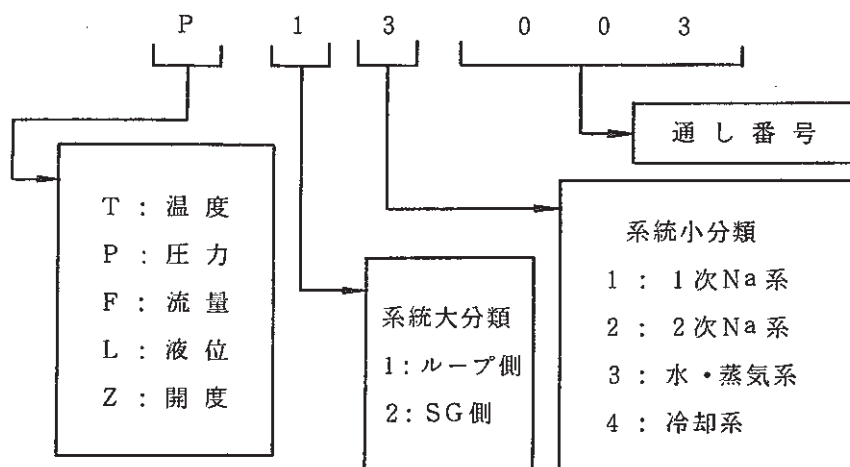 P 1 3 0 0 3
通し番号
T : 温度
P : 圧力
F : 流量
L : 液位
Z : 開度
系統大分類
1 : ループ側
2 : SG側
系統小分類
1 : 1次Na系
2 : 2次Na系
3 : 水・蒸気系
4 : 冷却系